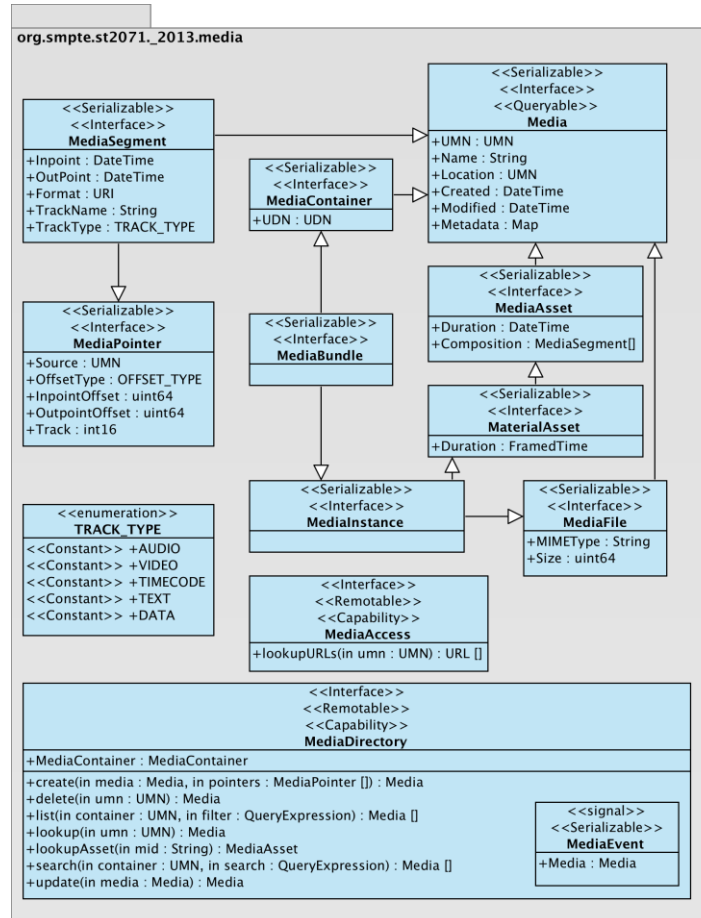 org.smpte.st2071._2013.media
<<Serializable>>
<<Interface>>
MediaSegment
+Inpoint : DateTime
+OutPoint : DateTime
+Format : URI
+TrackName : String
+TrackType : TRACK_TYPE
<<Serializable>>
<<Interface>>
<<Queryable>>
Media
+UMN : UMN
+Name : String
+Location : UMN
+Created : DateTime
+Modified : DateTime
+Metadata : Map
<<Serializable>>
<<Interface>>
MediaContainer
+UDN : UDN
<<Serializable>>
<<Interface>>
MediaPointer
+Source : UMN
+OffsetType : OFFSET_TYPE
+InpointOffset : uint64
+OutpointOffset : uint64
+Track : int16
<<Serializable>>
<<Interface>>
MediaBundle
<<Serializable>>
<<Interface>>
MediaAsset
+Duration : DateTime
+Composition : MediaSegment[]
<<Serializable>>
<<Interface>>
MaterialAsset
+Duration : FramedTime
<<Serializable>>
<<Interface>>
MediaInstance
<<Serializable>>
<<Interface>>
MediaFile
+MIMEType : String
+Size : uint64
<<enumeration>>
TRACK_TYPE
<<Constant>> +AUDIO
<<Constant>> +VIDEO
<<Constant>> +TIMECODE
<<Constant>> +TEXT
<<Constant>> +DATA
<<Interface>>
<<Remotable>>
<<Capability>>
MediaAccess
+lookupURLs(in umn : UMN) : URL []
<<Interface>>
<<Remotable>>
<<Capability>>
MediaDirectory
+MediaContainer : MediaContainer
+create(in media : Media, in pointers : MediaPointer []) : Media
+delete(in umn : UMN) : Media
+list(in container : UMN, in filter : QueryExpression) : Media []
+lookup(in umn : UMN) : Media
+lookupAsset(in mid : String) : MediaAsset
+search(in container : UMN, in search : QueryExpression) : Media []
+update(in media : Media) : Media
<<signal>>
<<Serializable>>
MediaEvent
+Media : Media